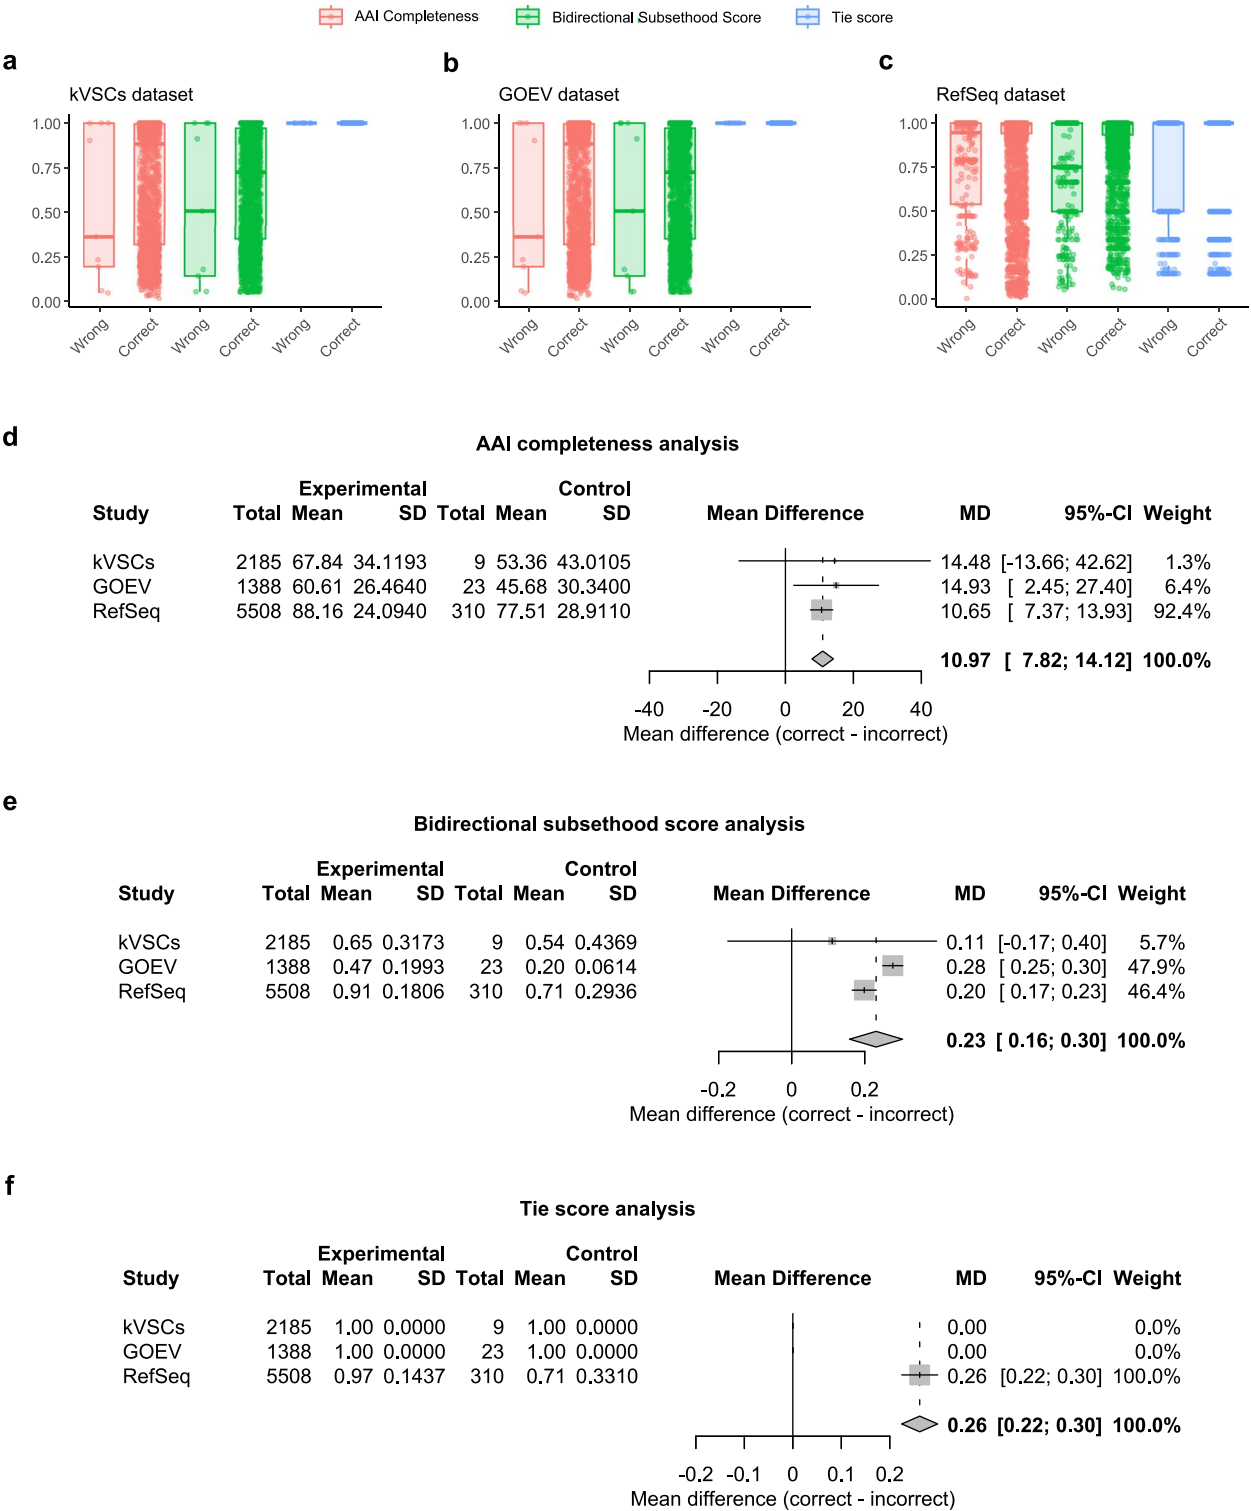 AAI Completeness Bidirectional Subsethood Score Tie score
a b c
kVSCs dataset GOEV dataset RefSeq dataset
1.00 1.00 1.00
0.75 0.75 0.75
0.50 0.50 0.50
0.25 0.25 0.25
0.00 0.00 0.00
Wrong Correct Wrong Correct Wrong Correct Wrong Correct Wrong Correct Wrong Correct Wrong Correct Wrong Correct Wrong Correct
d
AAI completeness analysis
Experimental Control
Study Total Mean SD Total Mean SD Mean Difference MD 95%-CI Weight
kVSCs 2185 67.84 34.1193 9 53.36 43.0105 14.48 [-13.66; 42.62] 1.3%
GOEV 1388 60.61 26.4640 23 45.68 30.3400 14.93 [ 2.45; 27.40] 6.4%
RefSeq 5508 88.16 24.0940 310 77.51 28.9110 10.65 [ 7.37; 13.93] 92.4%
10.97 [ 7.82; 14.12] 100.0%
-40 -20 0 20 40
Mean difference (correct - incorrect)
e
Bidirectional subsethood score analysis
Experimental Control
Study Total Mean SD Total Mean SD Mean Difference MD 95%-CI Weight
kVSCs 2185 0.65 0.3173 9 0.54 0.4369 0.11 [-0.17; 0.40] 5.7%
GOEV 1388 0.47 0.1993 23 0.20 0.0614 0.28 [ 0.25; 0.30] 47.9%
RefSeq 5508 0.91 0.1806 310 0.71 0.2936 0.20 [ 0.17; 0.23] 46.4%
0.23 [ 0.16; 0.30] 100.0%
-0.2 0 0.2
Mean difference (correct - incorrect)
f
Tie score analysis
Experimental Control
Study Total Mean SD Total Mean SD Mean Difference MD 95%-CI Weight
kVSCs 2185 1.00 0.0000 9 1.00 0.0000 0.00 0.0%
GOEV 1388 1.00 0.0000 23 1.00 0.0000 0.00 0.0%
RefSeq 5508 0.97 0.1437 310 0.71 0.3310 0.26 [0.22; 0.30] 100.0%
0.26 [0.22; 0.30] 100.0%
-0.2 -0.1 0 0.1 0.2
Mean difference (correct - incorrect)